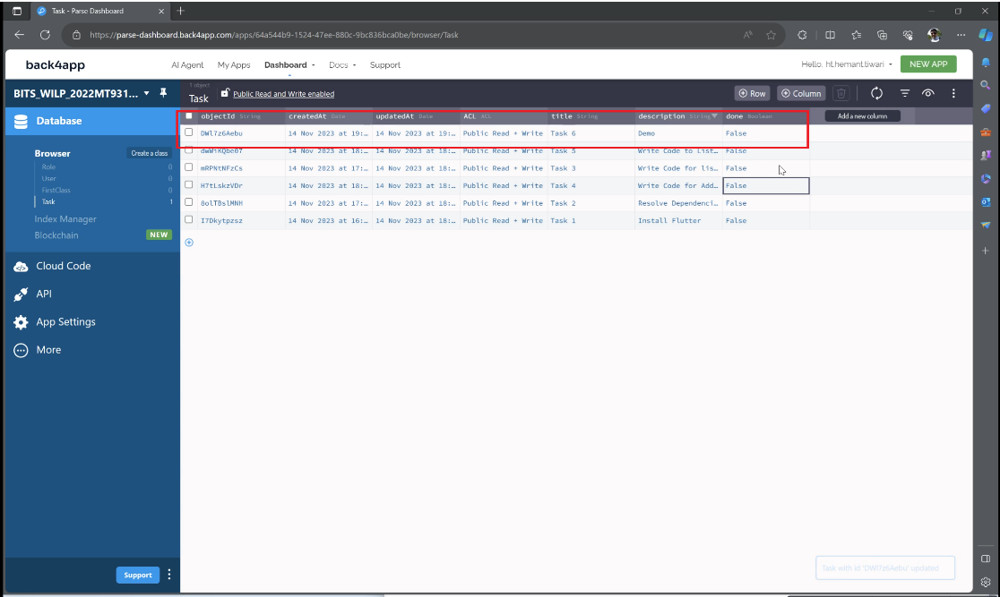 Task - Parse Dashboard
https://parse-dashboard.back4app.com/apps/64a544b9-1524-47ee-880c-9bc836bca0be/browser/Task
back4app
AI Agent My Apps Dashboard Docs Support
Hello, ht.hemant.tiwari
NEW APP
BITS_WILP_2022MT931...
1 object
Task Public Read and Write enabled
Row Column
Database
Browser Create a class
Role 0
User 0
FirstClass 0
Task 1
Index Manager
Blockchain NEW
Cloud Code
API
App Settings
More
Support
objectId String createdAt Date updatedAt Date ACL ACL title String description String done Boolean Add a new column
DWl7z6Aebu 14 Nov 2023 at 19:... 14 Nov 2023 at 19:... Public Read + Write Task 6 Demo False
dwWiKQbe07 14 Nov 2023 at 18:... 14 Nov 2023 at 18:... Public Read + Write Task 5 Write Code to List... False
mRPNtNFzCs 14 Nov 2023 at 17:... 14 Nov 2023 at 18:... Public Read + Write Task 3 Write Code for lis... False
H7tLskzVDr 14 Nov 2023 at 18:... 14 Nov 2023 at 18:... Public Read + Write Task 4 Write Code for Add... False
8olTBslMNH 14 Nov 2023 at 17:... 14 Nov 2023 at 18:... Public Read + Write Task 2 Resolve Dependenci... False
I7Dkytpzsz 14 Nov 2023 at 16:... 14 Nov 2023 at 18:... Public Read + Write Task 1 Install Flutter False
Task with id 'DWl7z6Aebu' updated